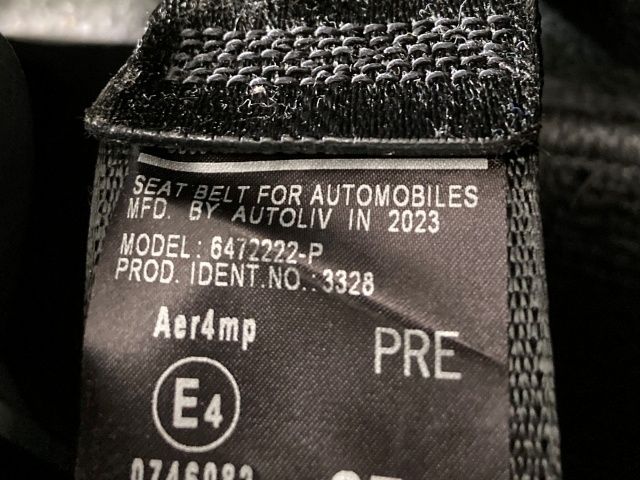 SEAT BELT FOR AUTOMOBILES
MFD. BY AUTOLIV IN 2023
MODEL: 6472222-P
PROD. IDENT.NO.:3328
Aer4mp
PRE
E4